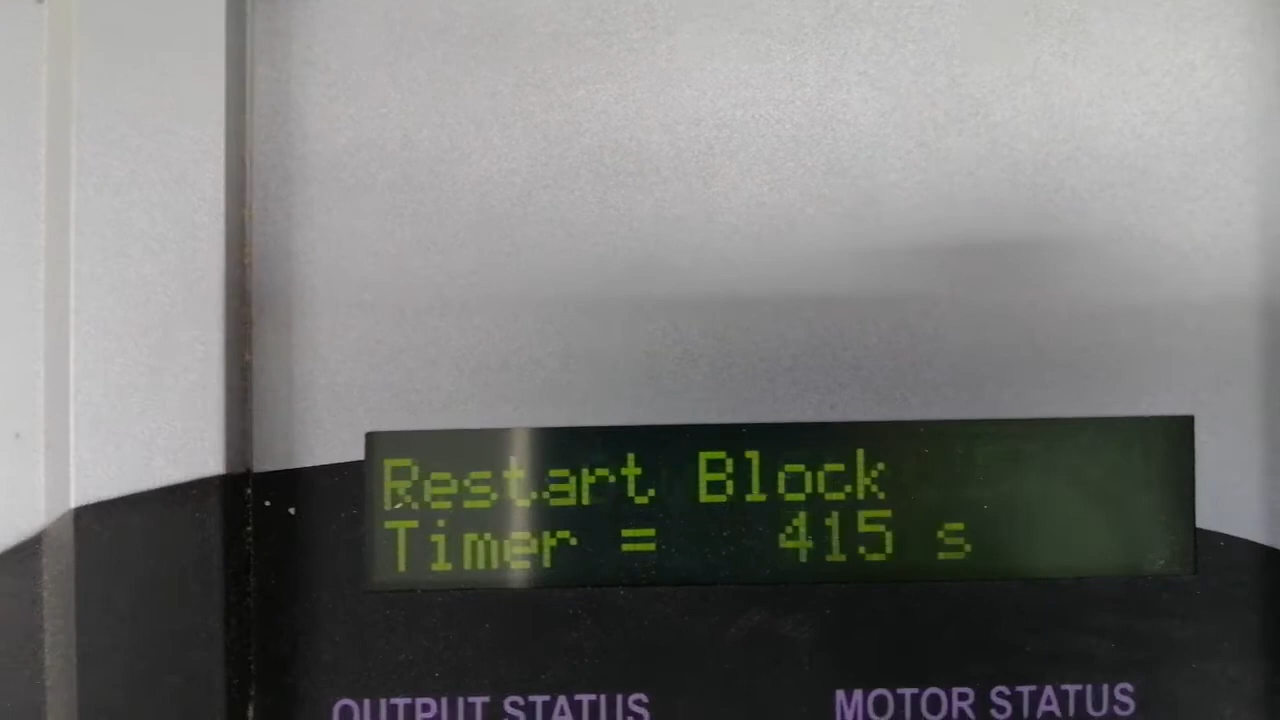 Restart Block
Timer = 415 s
OUTPUT STATUS
MOTOR STATUS